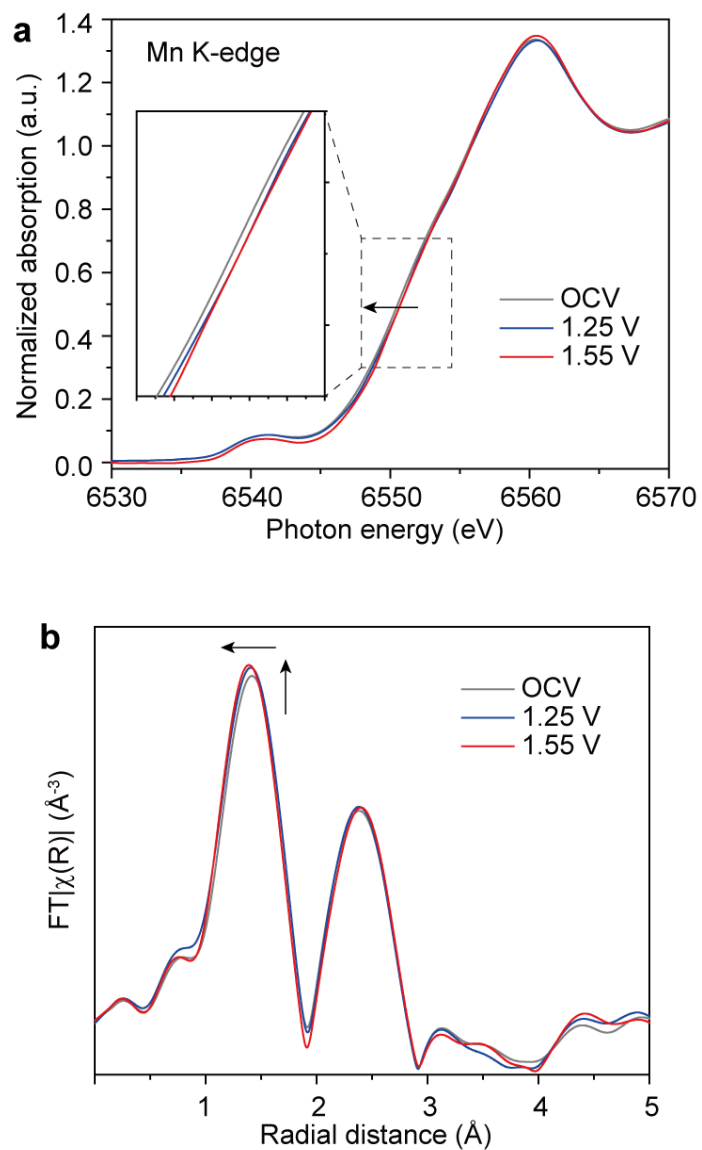 a
Mn K-edge
Normalized absorption (a.u.)
1.4
1.2
1.0
0.8
0.6
0.4
0.2
0.0
OCV
1.25 V
1.55 V
6530 6540 6550 6560 6570
Photon energy (eV)
b
FT|χ(R)| (Å⁻³)
OCV
1.25 V
1.55 V
1 2 3 4 5
Radial distance (Å)